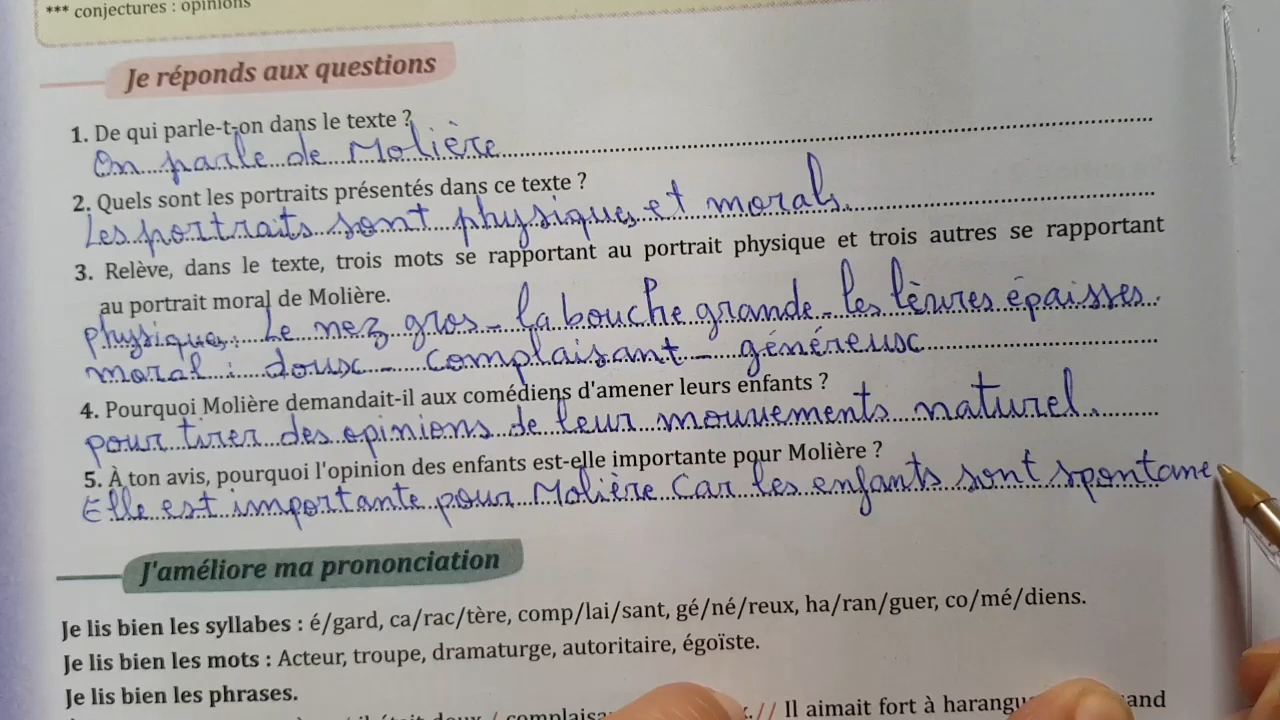 *** conjectures : opinions
Je réponds aux questions
1. De qui parle-t-on dans le texte ?
On parle de Molière
2. Quels sont les portraits présentés dans ce texte ?
Les portraits sont physique et morals.
3. Relève, dans le texte, trois mots se rapportant au portrait physique et trois autres se rapportant
au portrait moral de Molière.
physique : Le nez gros - la bouche grande - les lèvres épaisses.
moral : doux - complaisant - généreux
4. Pourquoi Molière demandait-il aux comédiens d'amener leurs enfants ?
pour tirer des opinions de leur mouvements naturel.
5. À ton avis, pourquoi l'opinion des enfants est-elle importante pour Molière ?
Elle est importante pour Molière car les enfants sont spontane
J'améliore ma prononciation
Je lis bien les syllabes : é/gard, ca/rac/tère, comp/lai/sant, gé/né/reux, ha/ran/guer, co/mé/diens.
Je lis bien les mots : Acteur, troupe, dramaturge, autoritaire, égoïste.
Je lis bien les phrases.
était doux / complaisa // Il aimait fort à harangu and